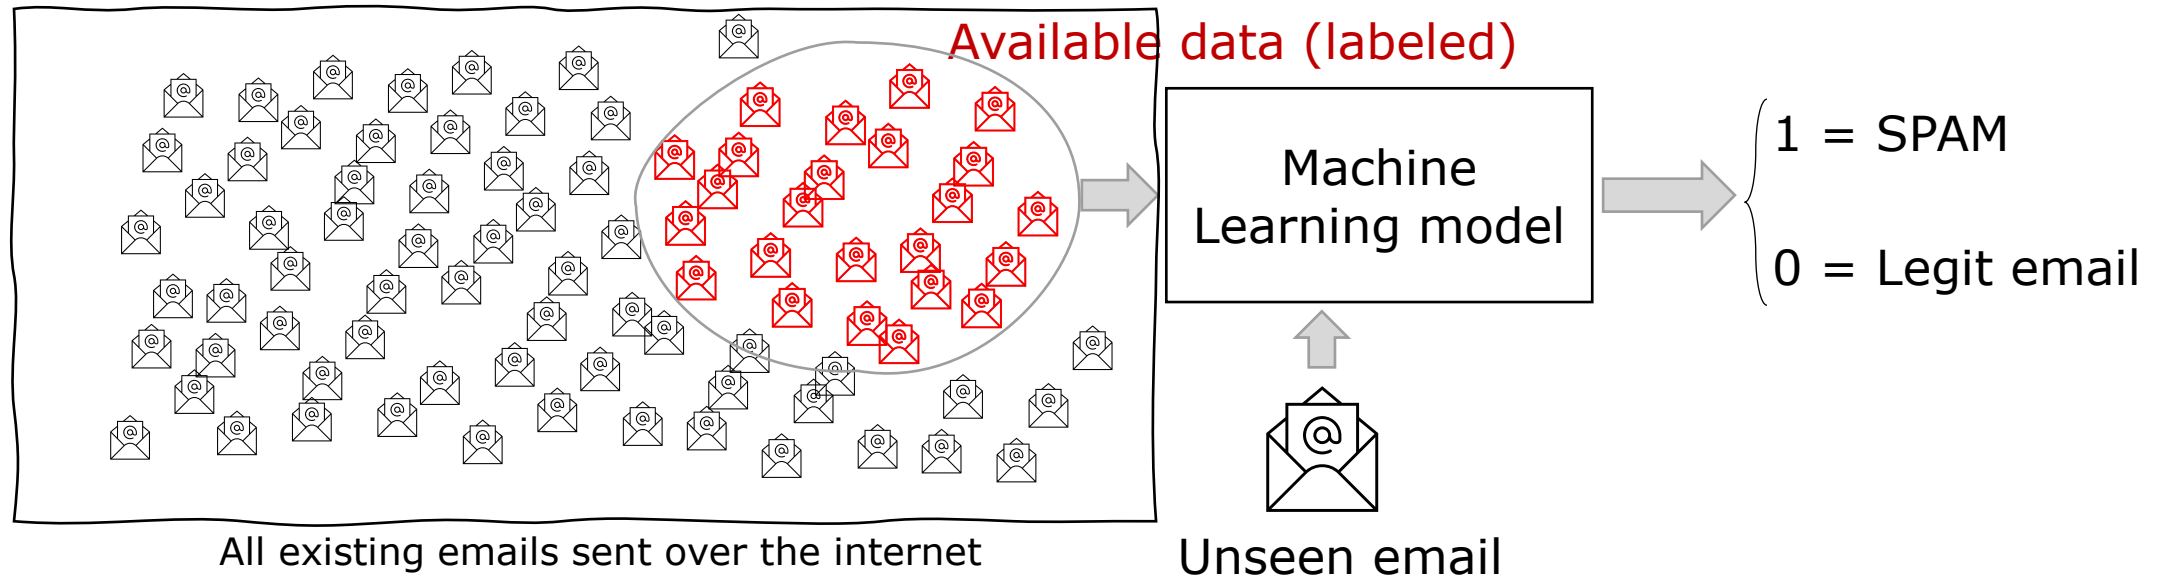 Available data (labeled)
Machine
Learning model
1 = SPAM
0 = Legit email
All existing emails sent over the internet
Unseen email